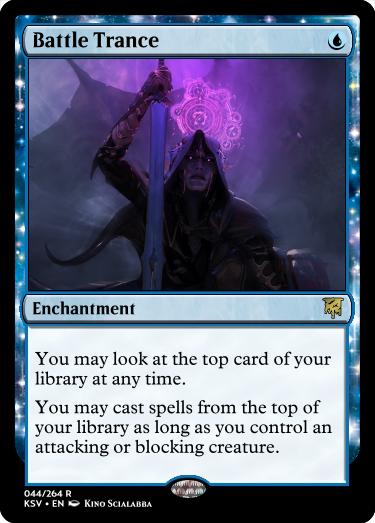 Battle Trance
Enchantment
You may look at the top card of your
library at any time.
You may cast spells from the top of
your library as long as you control an
attacking or blocking creature.
044/264 R
KSV • EN Kino Scialabba